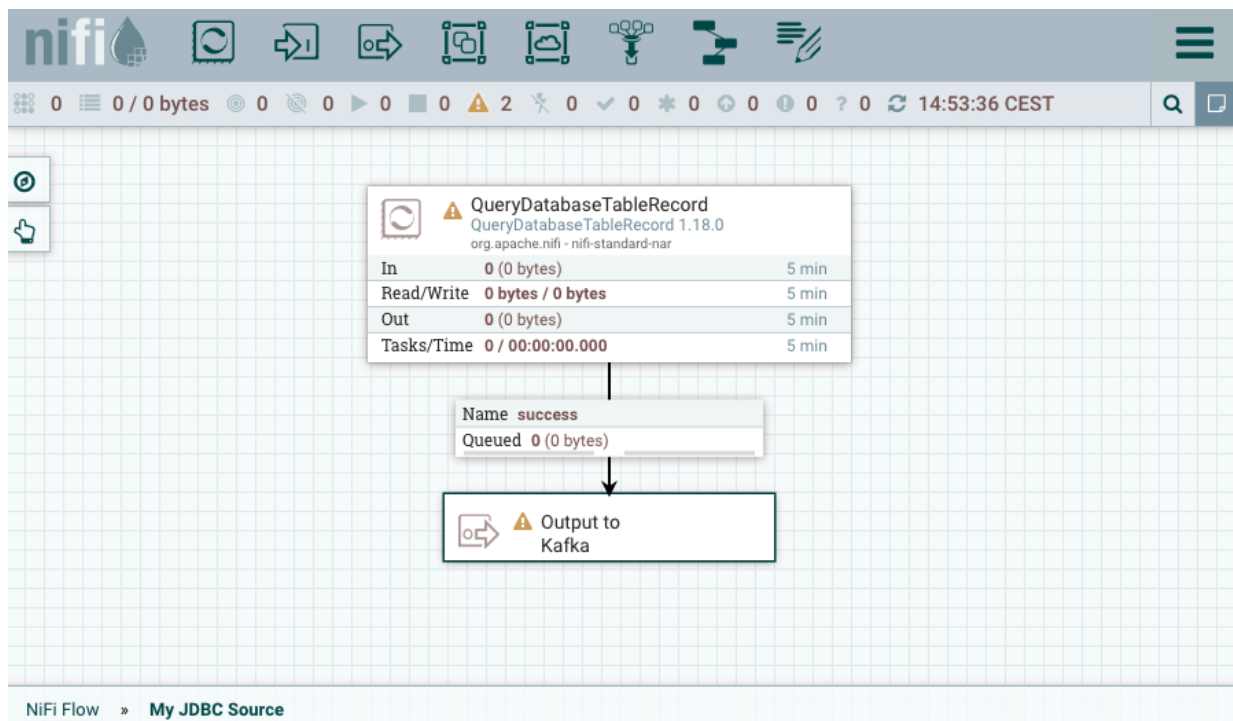 nifi
0 0 / 0 bytes 0 0 0 0 2 0 0 0 0 0 ? 0 14:53:36 CEST
QueryDatabaseTableRecord
QueryDatabaseTableRecord 1.18.0
org.apache.nifi - nifi-standard-nar
In 0 (0 bytes) 5 min
Read/Write 0 bytes / 0 bytes 5 min
Out 0 (0 bytes) 5 min
Tasks/Time 0 / 00:00:00.000 5 min
Name success
Queued 0 (0 bytes)
Output to
Kafka
NiFi Flow » My JDBC Source